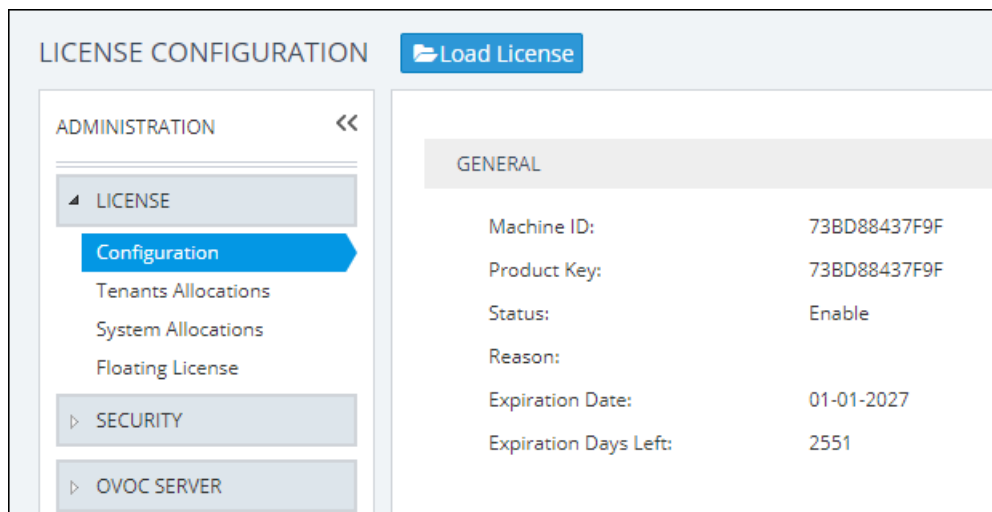 LICENSE CONFIGURATION Load License
ADMINISTRATION
LICENSE
Configuration
Tenants Allocations
System Allocations
Floating License
SECURITY
OVOC SERVER
GENERAL
Machine ID: 73BD88437F9F
Product Key: 73BD88437F9F
Status: Enable
Reason:
Expiration Date: 01-01-2027
Expiration Days Left: 2551